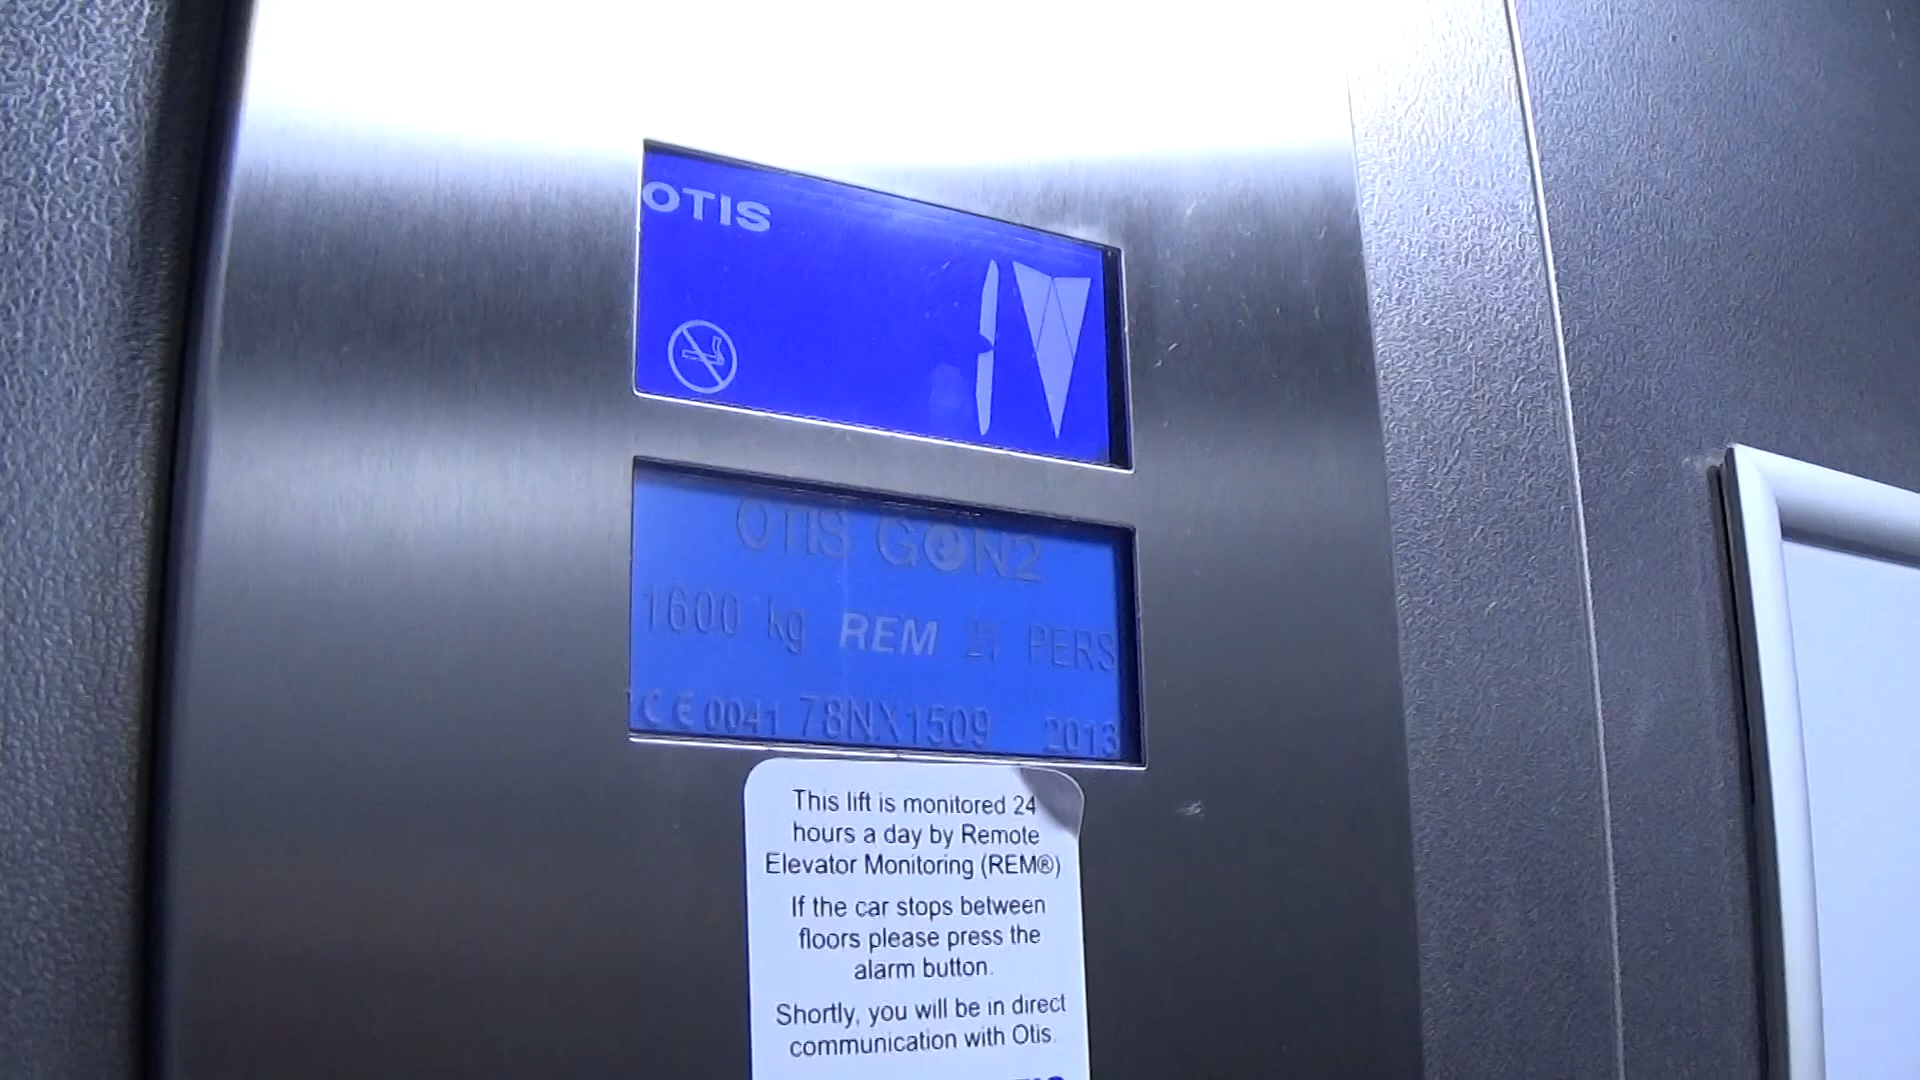 OTIS
1
OTIS GeN2
1600 kg REM 21 PERS
CE 0041 78NX1509 2013
This lift is monitored 24
hours a day by Remote
Elevator Monitoring (REM®)
If the car stops between
floors please press the
alarm button.
Shortly, you will be in direct
communication with Otis.